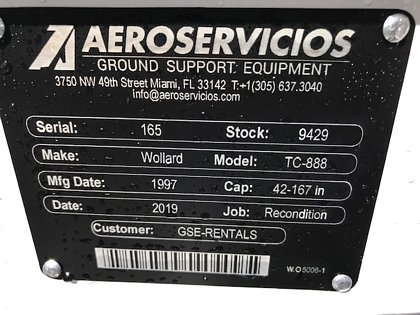 AEROSERVICIOS
GROUND SUPPORT EQUIPMENT
3750 NW 49th Street Miami, FL 33142 T:+1(305) 637.3040
info@aeroservicios.com
Serial: 165 Stock: 9429
Make: Wollard Model: TC-888
Mfg Date: 1997 Cap: 42-167 in
Date: 2019 Job: Recondition
Customer: GSE-RENTALS
W.O 5006-1